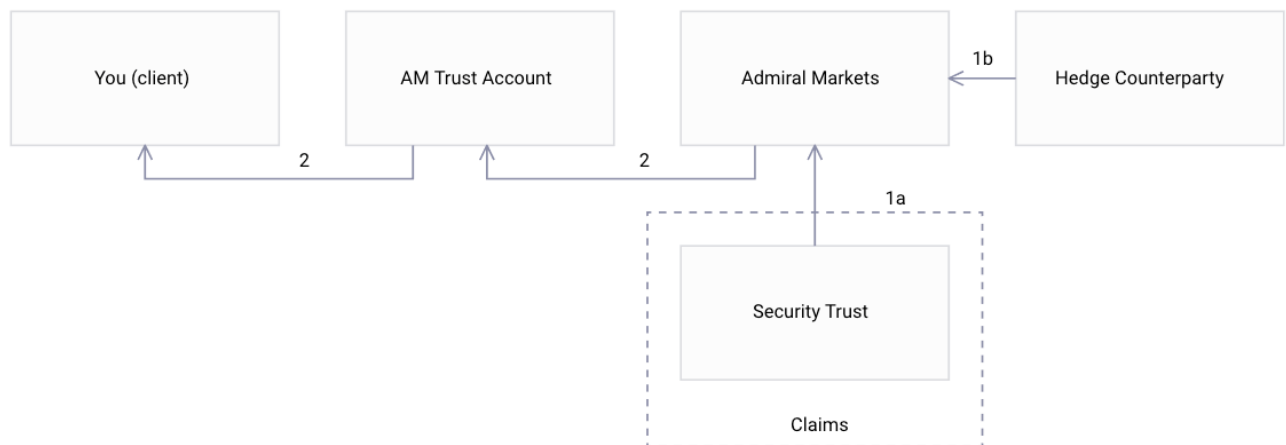 You (client)
AM Trust Account
Admiral Markets
1b
Hedge Counterparty
2
2
1a
Security Trust
Claims